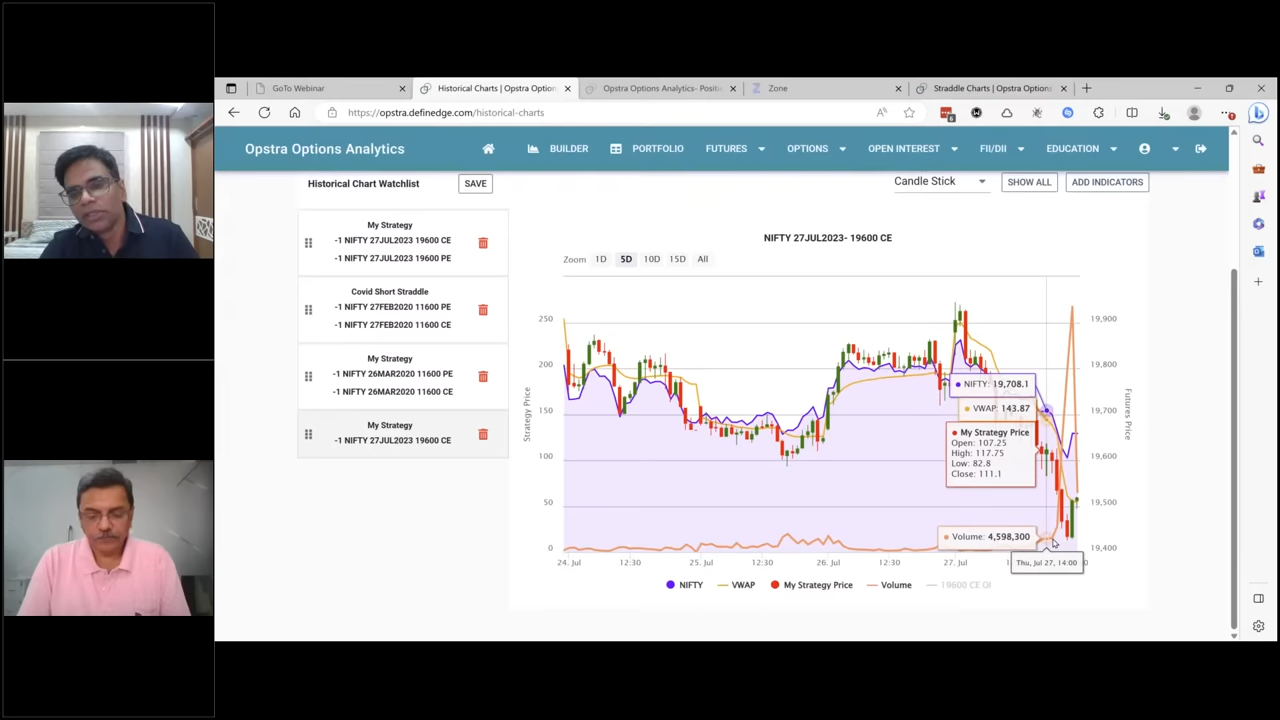 GoTo Webinar
Historical Charts | Opstra Option
Opstra Options Analytics- Positi
Zone
Straddle Charts | Opstra Options
https://opstra.definedge.com/historical-charts
Opstra Options Analytics
BUILDER
PORTFOLIO
FUTURES
OPTIONS
OPEN INTEREST
FII/DII
EDUCATION
Historical Chart Watchlist
SAVE
Candle Stick
SHOW ALL
ADD INDICATORS
My Strategy
-1 NIFTY 27JUL2023 19600 CE
-1 NIFTY 27JUL2023 19600 PE
Covid Short Straddle
-1 NIFTY 27FEB2020 11600 PE
-1 NIFTY 27FEB2020 11600 CE
My Strategy
-1 NIFTY 26MAR2020 11600 PE
-1 NIFTY 26MAR2020 11600 CE
My Strategy
-1 NIFTY 27JUL2023 19600 CE
NIFTY 27JUL2023- 19600 CE
Zoom 1D 5D 10D 15D All
250
200
150
100
50
0
Strategy Price
19,900
19,800
19,700
19,600
19,500
19,400
Futures Price
NIFTY: 19,708.1
VWAP: 143.87
My Strategy Price
Open: 107.25
High: 117.75
Low: 82.8
Close: 111.1
Volume: 4,598,300
24. Jul 12:30 25. Jul 12:30 26. Jul 12:30 27. Jul
Thu, Jul 27, 14:00
NIFTY VWAP My Strategy Price Volume 19600 CE OI